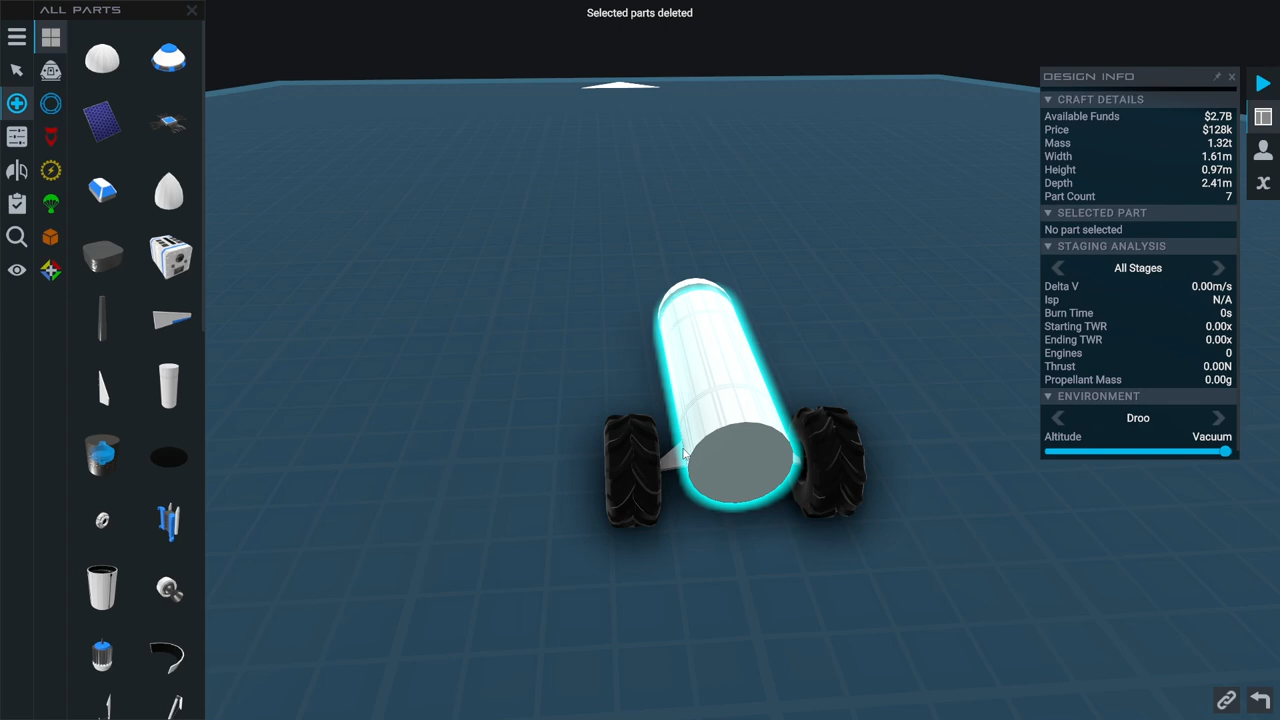 ALL PARTS
Selected parts deleted
DESIGN INFO
CRAFT DETAILS
Available Funds $2.7B
Price $128k
Mass 1.32t
Width 1.61m
Height 0.97m
Depth 2.41m
Part Count 7
SELECTED PART
No part selected
STAGING ANALYSIS
All Stages
Delta V 0.00m/s
Isp N/A
Burn Time 0s
Starting TWR 0.00x
Ending TWR 0.00x
Engines 0
Thrust 0.00N
Propellant Mass 0.00g
ENVIRONMENT
Droo
Altitude Vacuum